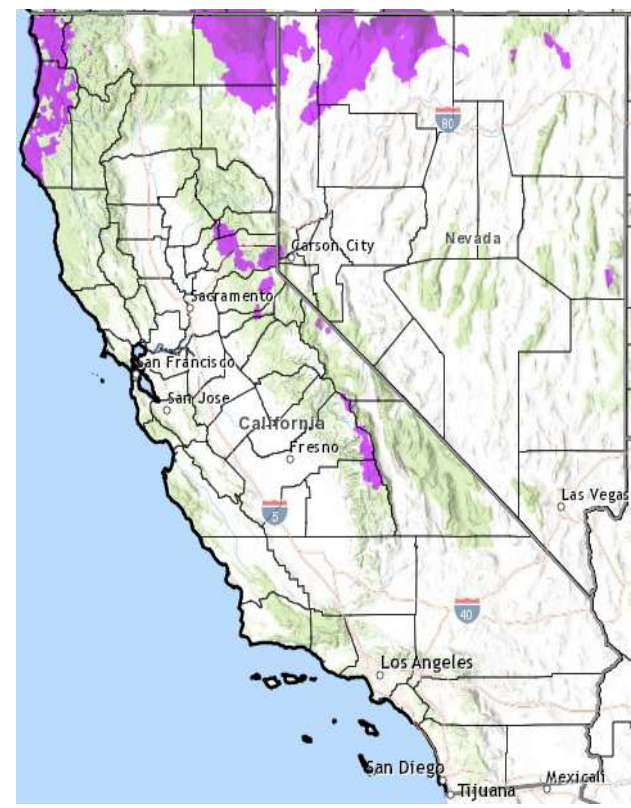 80
Carson City
Nevada
Sacramento
San Francisco
San Jose
California
Fresno
5
Las Vegas
40
Los Angeles
San Diego
Tijuana
Mexicali